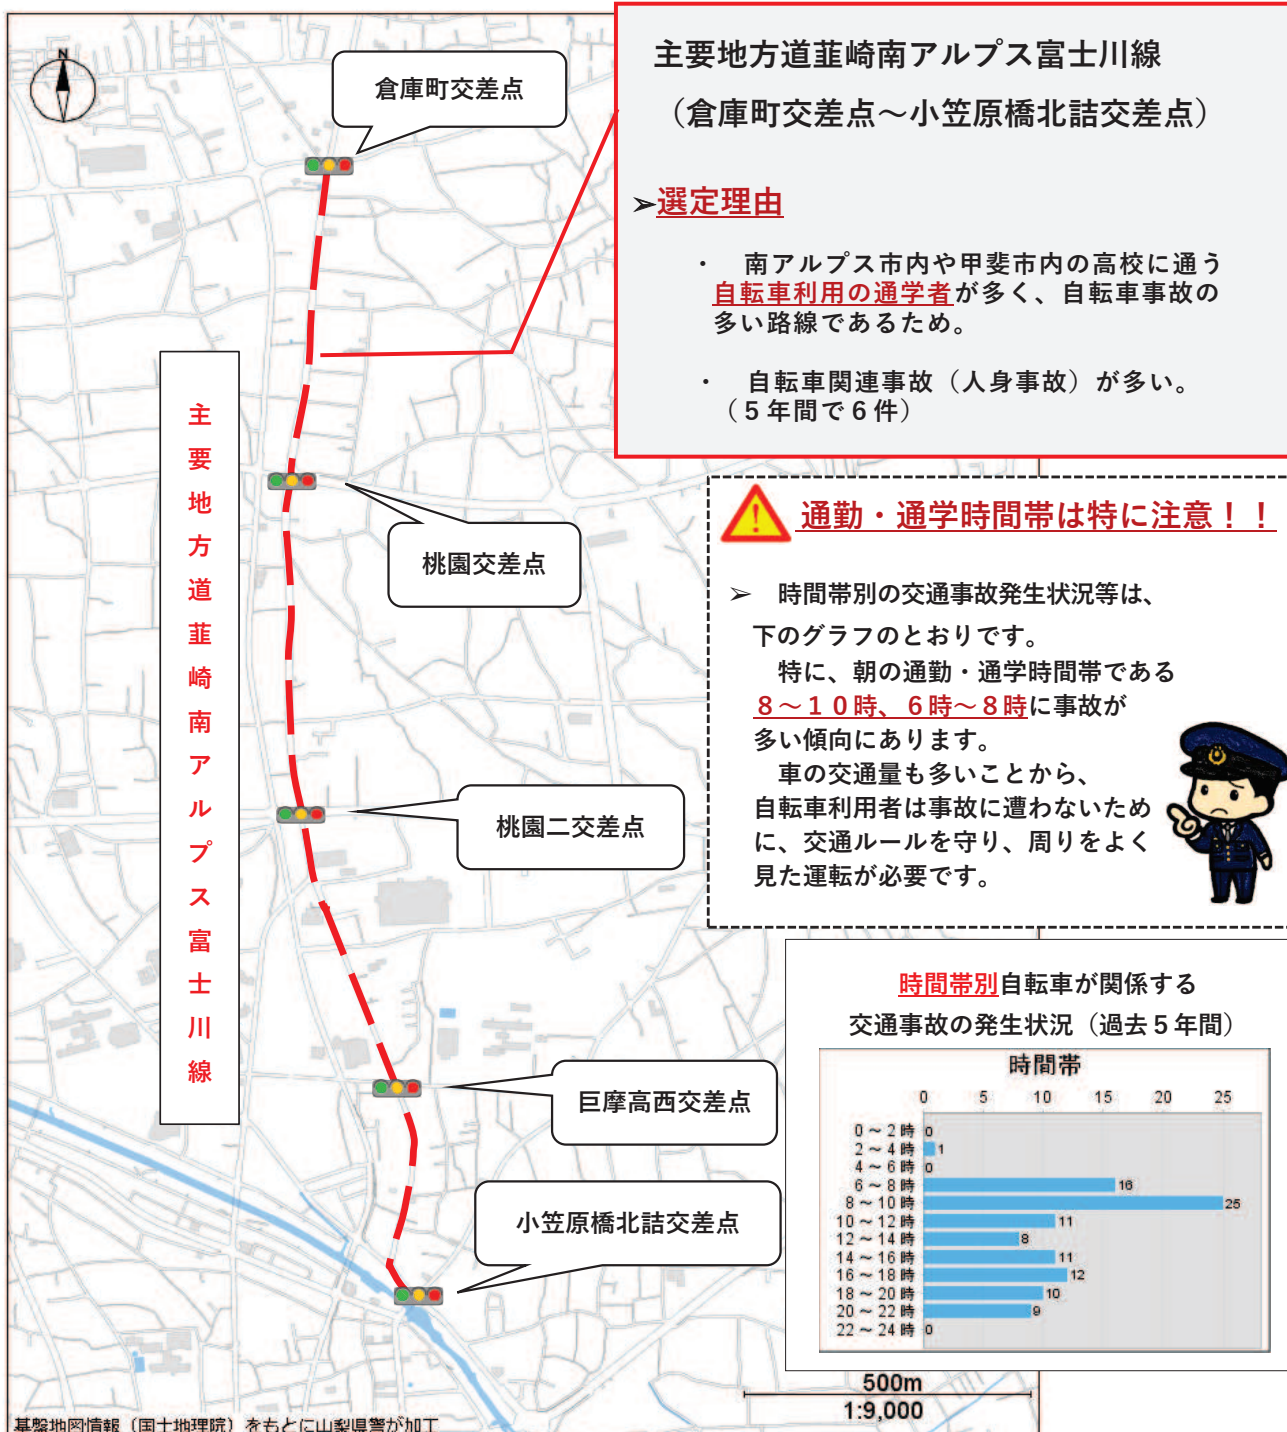 N
倉庫町交差点
主要地方道韮崎南アルプス富士川線
（倉庫町交差点～小笠原橋北詰交差点）
➢選定理由
・ 南アルプス市内や甲斐市内の高校に通う
自転車利用の通学者が多く、自転車事故の
多い路線であるため。
・ 自転車関連事故（人身事故）が多い。
（５年間で６件）
主要地方道韮崎南アルプス富士川線
桃園交差点
桃園二交差点
巨摩高西交差点
小笠原橋北詰交差点
通勤・通学時間帯は特に注意！！
➢ 時間帯別の交通事故発生状況等は、
下のグラフのとおりです。
特に、朝の通勤・通学時間帯である
８～１０時、６時～８時に事故が
多い傾向にあります。
車の交通量も多いことから、
自転車利用者は事故に遭わないため
に、交通ルールを守り、周りをよく
見た運転が必要です。
時間帯別自転車が関係する
交通事故の発生状況（過去５年間）
時間帯
0 5 10 15 20 25
0～2時 0
2～4時 1
4～6時 0
6～8時 16
8～10時 25
10～12時 11
12～14時 8
14～16時 11
16～18時 12
18～20時 10
20～22時 9
22～24時 0
500m
1:9,000
基盤地図情報（国土地理院）をもとに山梨県警が加工